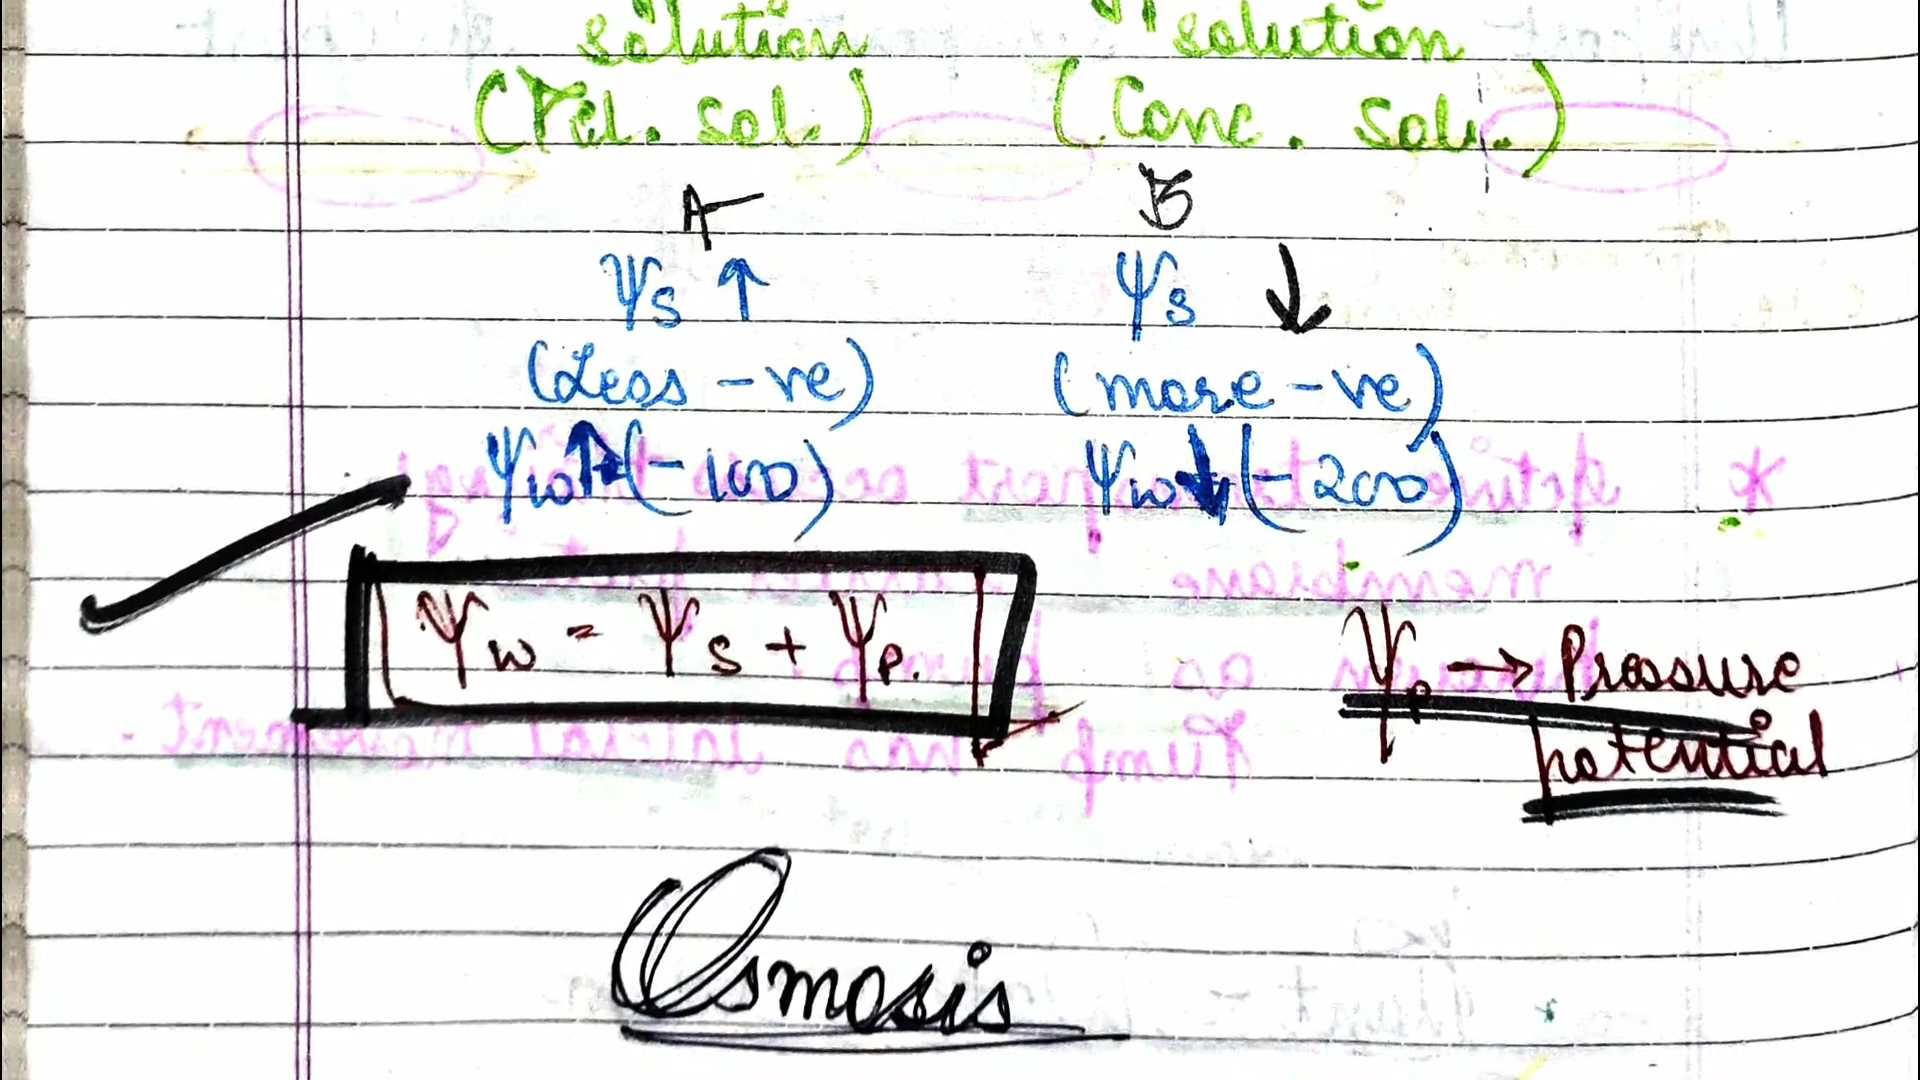 solution solution
(Dil. sol.) (Conc. soln.)
A B
Ψs ↑ Ψs ↓
(Less -ve) (more -ve)
Ψw↑(-100) Ψw↓(-200)
Ψw = Ψs + Ψp.
Ψp → Pressure
potential
Osmosis